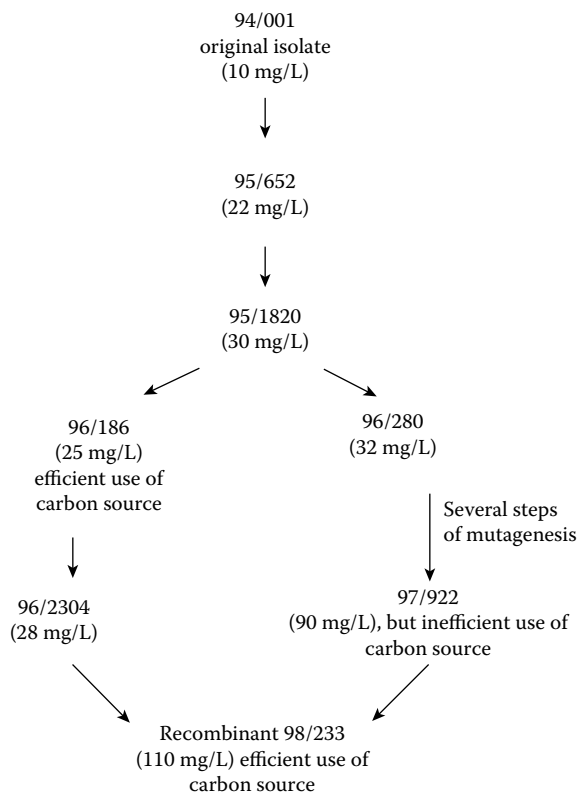 94/001
original isolate
(10 mg/L)
95/652
(22 mg/L)
95/1820
(30 mg/L)
96/186
(25 mg/L)
efficient use of
carbon source
96/280
(32 mg/L)
Several steps
of mutagenesis
96/2304
(28 mg/L)
97/922
(90 mg/L), but inefficient use of
carbon source
Recombinant 98/233
(110 mg/L) efficient use of
carbon source